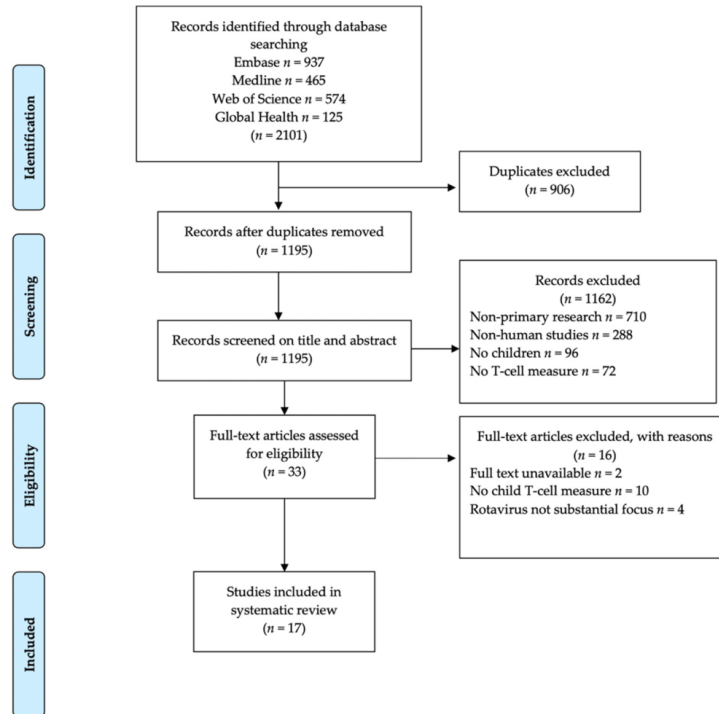 Records identified through database
searching
Embase n = 937
Medline n = 465
Web of Science n = 574
Global Health n = 125
(n = 2101)
Identification
Duplicates excluded
(n = 906)
Records after duplicates removed
(n = 1195)
Screening
Records excluded
(n = 1162)
Non-primary research n = 710
Non-human studies n = 288
No children n = 96
No T-cell measure n = 72
Records screened on title and abstract
(n = 1195)
Eligibility
Full-text articles assessed
for eligibility
(n = 33)
Full-text articles excluded, with reasons
(n = 16)
Full text unavailable n = 2
No child T-cell measure n = 10
Rotavirus not substantial focus n = 4
Included
Studies included in
systematic review
(n = 17)